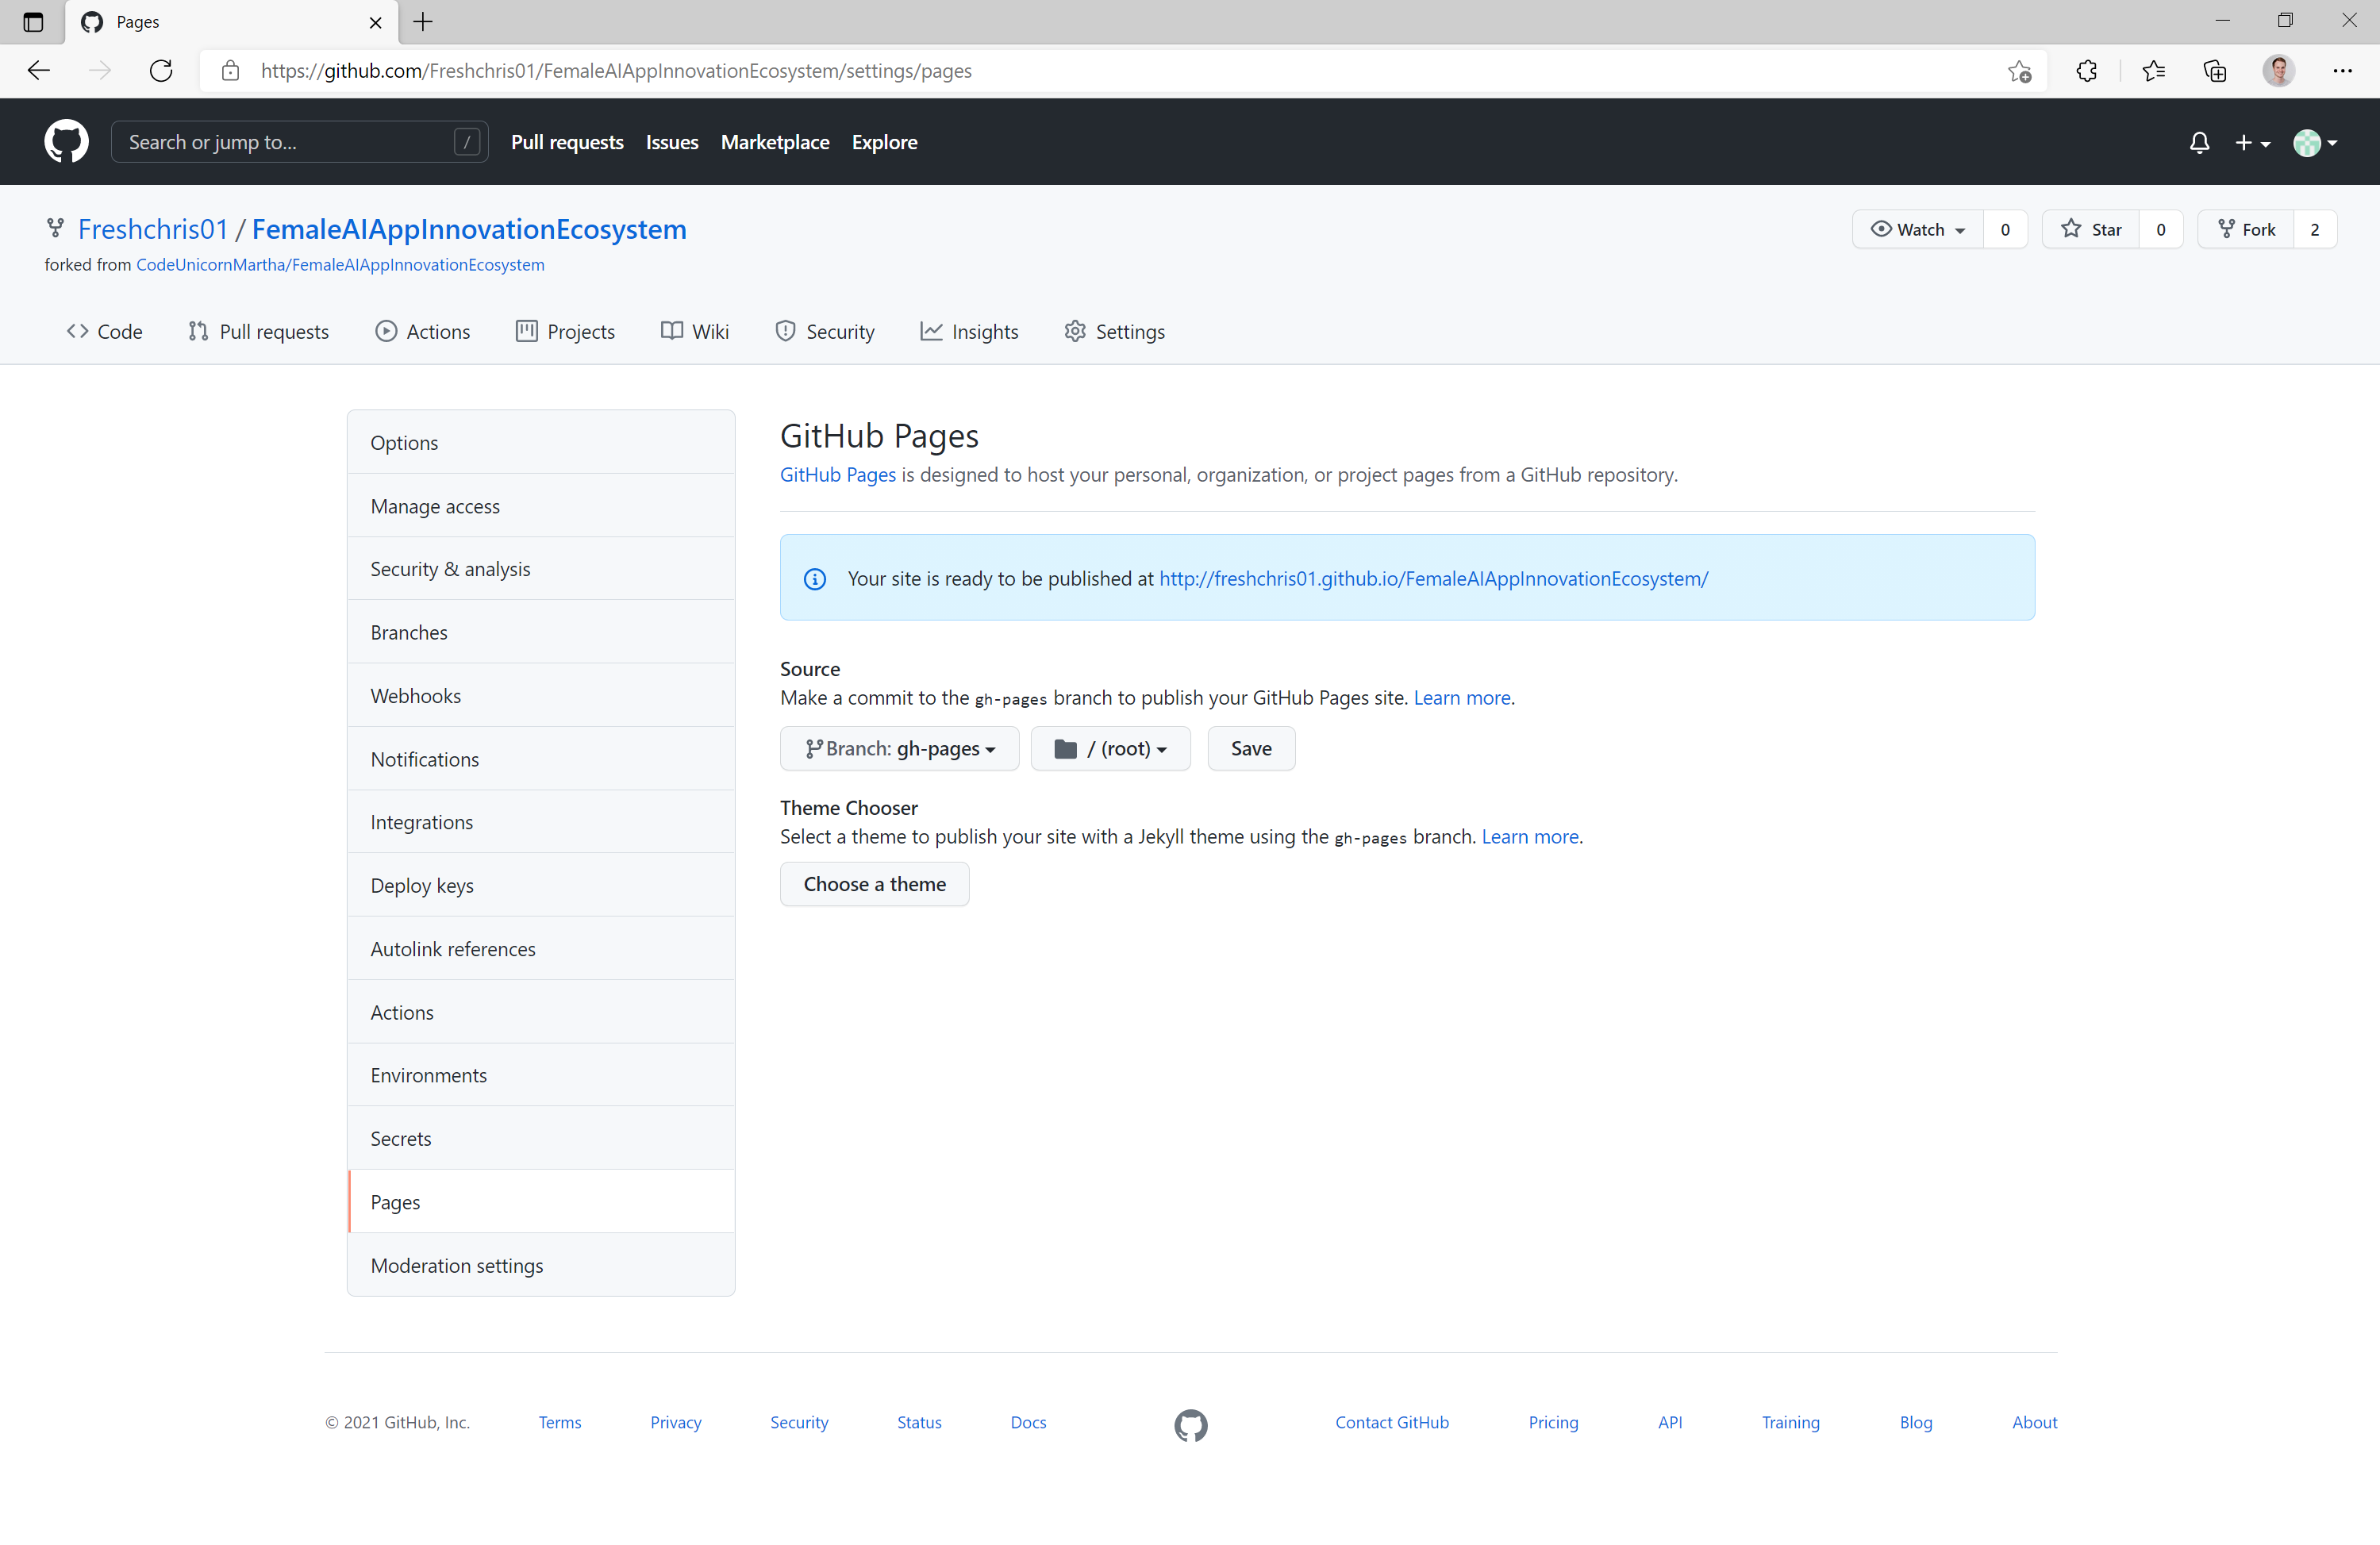 Pages
https://github.com/Freshchris01/FemaleAIAppInnovationEcosystem/settings/pages
Search or jump to... /
Pull requests Issues Marketplace Explore
Freshchris01 / FemaleAIAppInnovationEcosystem
Watch 0 Star 0 Fork 2
forked from CodeUnicornMartha/FemaleAIAppInnovationEcosystem
Code Pull requests Actions Projects Wiki Security Insights Settings
Options
Manage access
Security & analysis
Branches
Webhooks
Notifications
Integrations
Deploy keys
Autolink references
Actions
Environments
Secrets
Pages
Moderation settings
GitHub Pages
GitHub Pages is designed to host your personal, organization, or project pages from a GitHub repository.
Your site is ready to be published at http://freshchris01.github.io/FemaleAIAppInnovationEcosystem/
Source
Make a commit to the gh-pages branch to publish your GitHub Pages site. Learn more.
Branch: gh-pages / (root) Save
Theme Chooser
Select a theme to publish your site with a Jekyll theme using the gh-pages branch. Learn more.
Choose a theme
© 2021 GitHub, Inc. Terms Privacy Security Status Docs Contact GitHub Pricing API Training Blog About